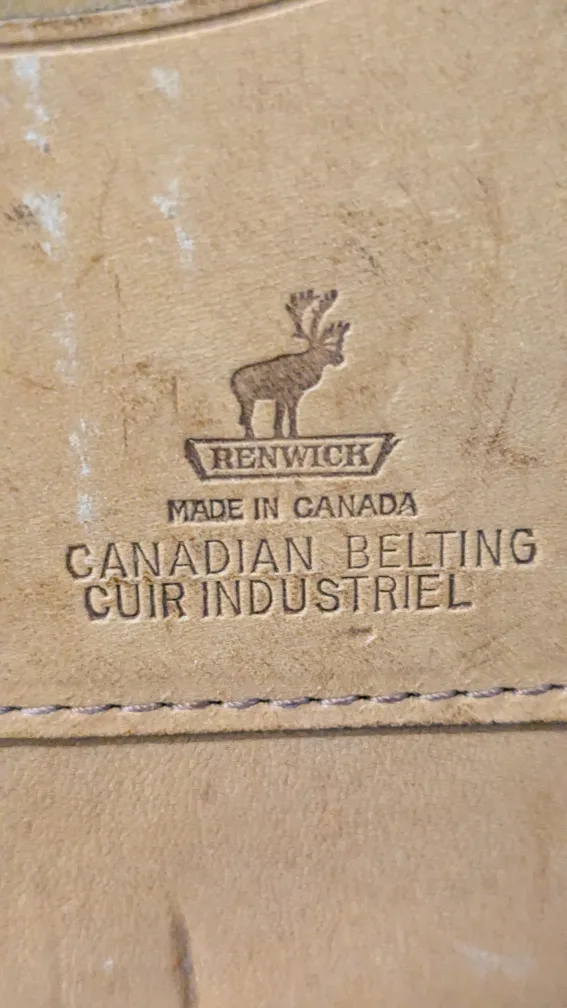 RENWICK
MADE IN CANADA
CANADIAN BELTING
CUIR INDUSTRIEL